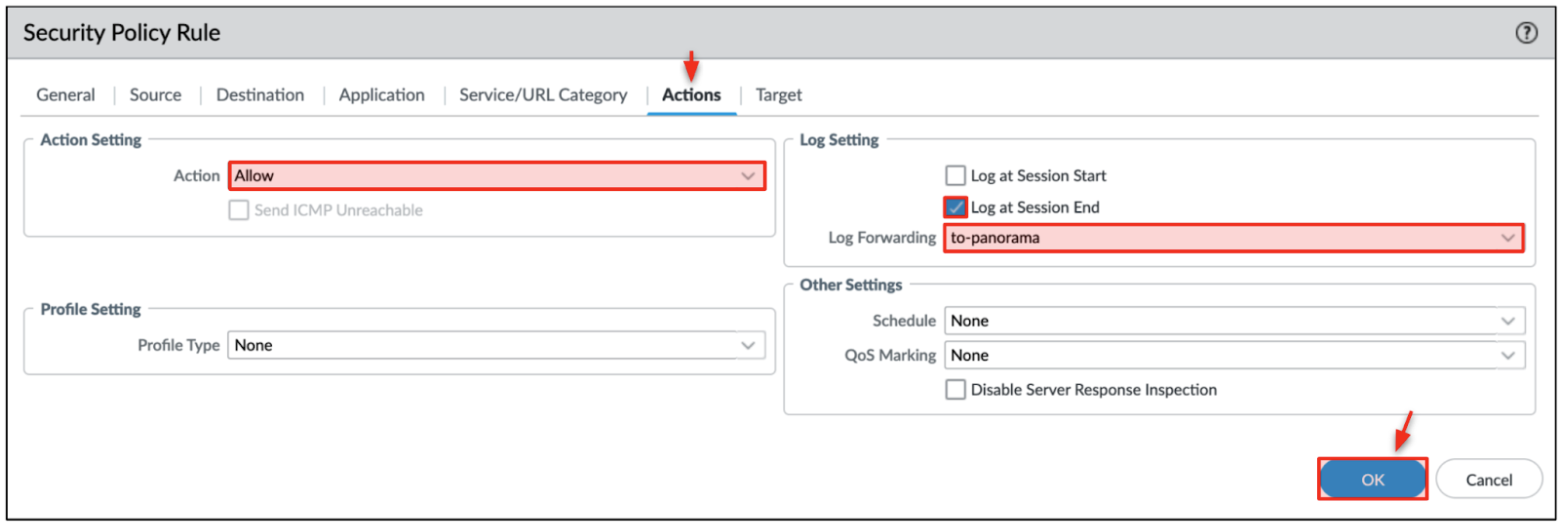 Security Policy Rule
General | Source | Destination | Application | Service/URL Category | Actions | Target
Action Setting
Action Allow
Send ICMP Unreachable
Profile Setting
Profile Type None
Log Setting
Log at Session Start
Log at Session End
Log Forwarding to-panorama
Other Settings
Schedule None
QoS Marking None
Disable Server Response Inspection
OK Cancel